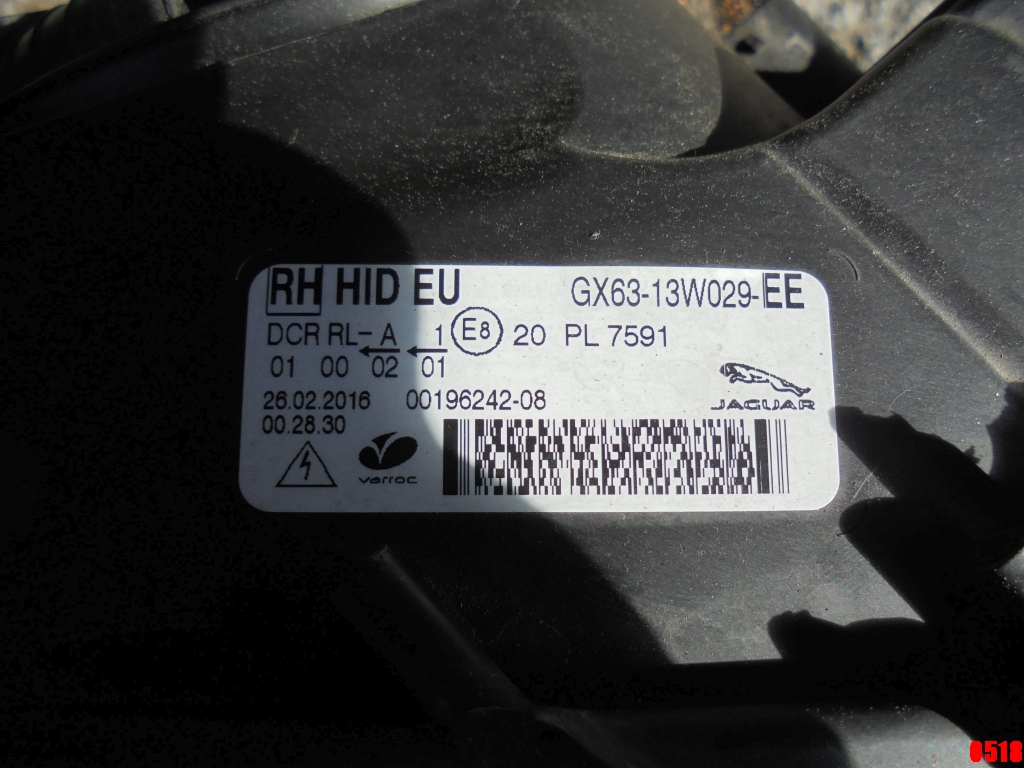 RH HID EU GX63-13W029-EE
DCR RL- A 1 E8 20 PL 7591
01 00 02 01
26.02.2016 00196242-08
00.28.30
JAGUAR
varroc
0518